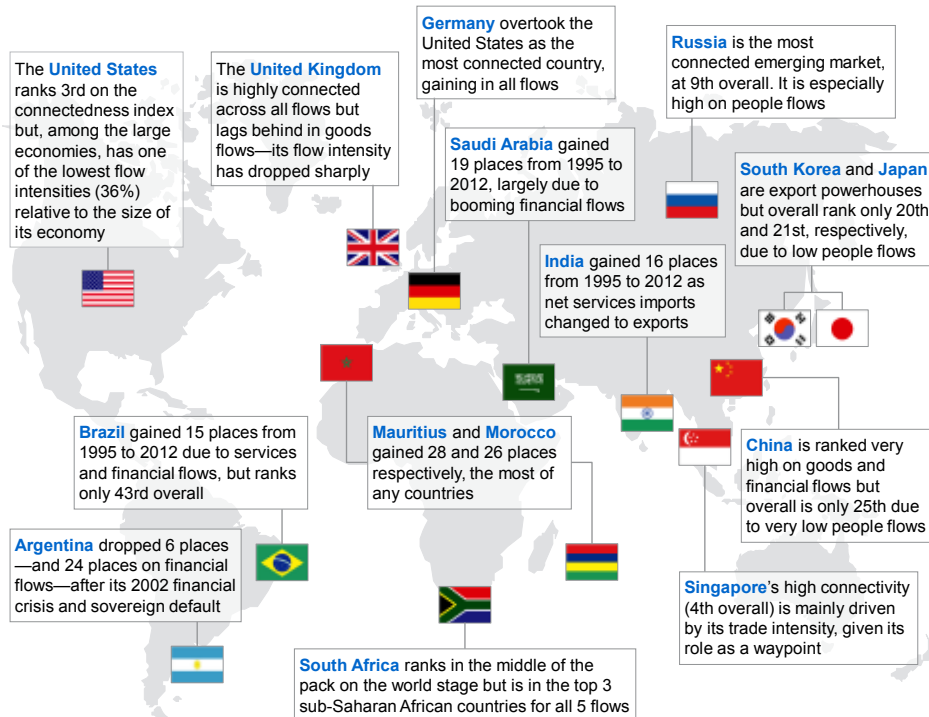 The United States
ranks 3rd on the
connectedness index
but, among the large
economies, has one
of the lowest flow
intensities (36%)
relative to the size of
its economy
The United Kingdom
is highly connected
across all flows but
lags behind in goods
flows—its flow intensity
has dropped sharply
Germany overtook the
United States as the
most connected country,
gaining in all flows
Russia is the most
connected emerging market,
at 9th overall. It is especially
high on people flows
Saudi Arabia gained
19 places from 1995 to
2012, largely due to
booming financial flows
South Korea and Japan
are export powerhouses
but overall rank only 20th
and 21st, respectively,
due to low people flows
India gained 16 places
from 1995 to 2012 as
net services imports
changed to exports
Brazil gained 15 places from
1995 to 2012 due to services
and financial flows, but ranks
only 43rd overall
Mauritius and Morocco
gained 28 and 26 places
respectively, the most of
any countries
China is ranked very
high on goods and
financial flows but
overall is only 25th due
to very low people flows
Argentina dropped 6 places
—and 24 places on financial
flows—after its 2002 financial
crisis and sovereign default
Singapore's high connectivity
(4th overall) is mainly driven
by its trade intensity, given its
role as a waypoint
South Africa ranks in the middle of the
pack on the world stage but is in the top 3
sub-Saharan African countries for all 5 flows